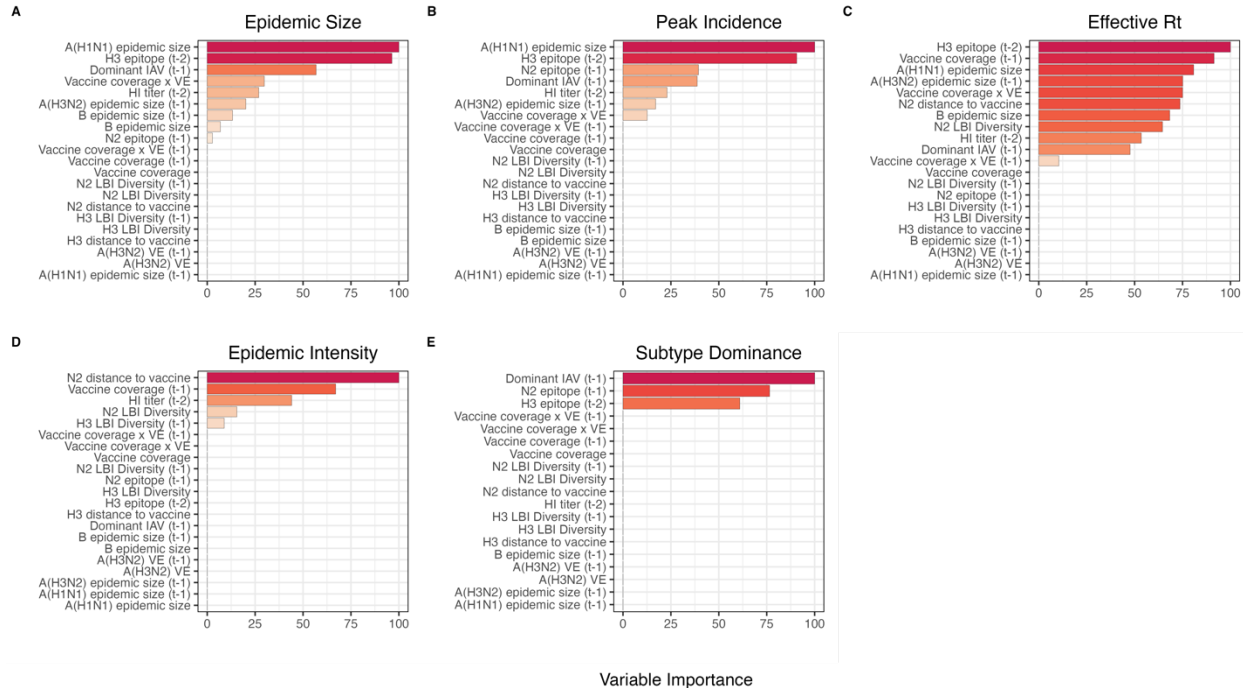 A
Epidemic Size
A(H1N1) epidemic size
H3 epitope (t-2)
Dominant IAV (t-1)
Vaccine coverage x VE
HI titer (t-2)
A(H3N2) epidemic size (t-1)
B epidemic size (t-1)
B epidemic size
N2 epitope (t-1)
Vaccine coverage x VE (t-1)
Vaccine coverage (t-1)
Vaccine coverage
N2 LBI Diversity (t-1)
N2 LBI Diversity
N2 distance to vaccine
H3 LBI Diversity (t-1)
H3 LBI Diversity
H3 distance to vaccine
A(H3N2) VE (t-1)
A(H3N2) VE
A(H1N1) epidemic size (t-1)
0 25 50 75 100
B
Peak Incidence
A(H1N1) epidemic size
H3 epitope (t-2)
N2 epitope (t-1)
Dominant IAV (t-1)
HI titer (t-2)
A(H3N2) epidemic size (t-1)
Vaccine coverage x VE
Vaccine coverage x VE (t-1)
Vaccine coverage (t-1)
Vaccine coverage
N2 LBI Diversity (t-1)
N2 LBI Diversity
N2 distance to vaccine
H3 LBI Diversity (t-1)
H3 LBI Diversity
H3 distance to vaccine
B epidemic size (t-1)
B epidemic size
A(H3N2) VE (t-1)
A(H3N2) VE
A(H1N1) epidemic size (t-1)
0 25 50 75 100
C
Effective Rt
H3 epitope (t-2)
Vaccine coverage (t-1)
A(H1N1) epidemic size
A(H3N2) epidemic size (t-1)
Vaccine coverage x VE
N2 distance to vaccine
B epidemic size
N2 LBI Diversity
HI titer (t-2)
Dominant IAV (t-1)
Vaccine coverage x VE (t-1)
Vaccine coverage
N2 LBI Diversity (t-1)
N2 epitope (t-1)
H3 LBI Diversity (t-1)
H3 LBI Diversity
H3 distance to vaccine
B epidemic size (t-1)
A(H3N2) VE (t-1)
A(H3N2) VE
A(H1N1) epidemic size (t-1)
0 25 50 75 100
D
Epidemic Intensity
N2 distance to vaccine
Vaccine coverage (t-1)
HI titer (t-2)
N2 LBI Diversity
H3 LBI Diversity (t-1)
Vaccine coverage x VE (t-1)
Vaccine coverage x VE
Vaccine coverage
N2 LBI Diversity (t-1)
N2 epitope (t-1)
H3 LBI Diversity
H3 epitope (t-2)
H3 distance to vaccine
Dominant IAV (t-1)
B epidemic size (t-1)
B epidemic size
A(H3N2) VE (t-1)
A(H3N2) VE
A(H3N2) epidemic size (t-1)
A(H1N1) epidemic size (t-1)
A(H1N1) epidemic size
0 25 50 75 100
E
Subtype Dominance
Dominant IAV (t-1)
N2 epitope (t-1)
H3 epitope (t-2)
Vaccine coverage x VE (t-1)
Vaccine coverage x VE
Vaccine coverage (t-1)
Vaccine coverage
N2 LBI Diversity (t-1)
N2 LBI Diversity
N2 distance to vaccine
HI titer (t-2)
H3 LBI Diversity (t-1)
H3 LBI Diversity
H3 distance to vaccine
B epidemic size (t-1)
A(H3N2) VE (t-1)
A(H3N2) VE
A(H3N2) epidemic size (t-1)
A(H1N1) epidemic size (t-1)
0 25 50 75 100
Variable Importance